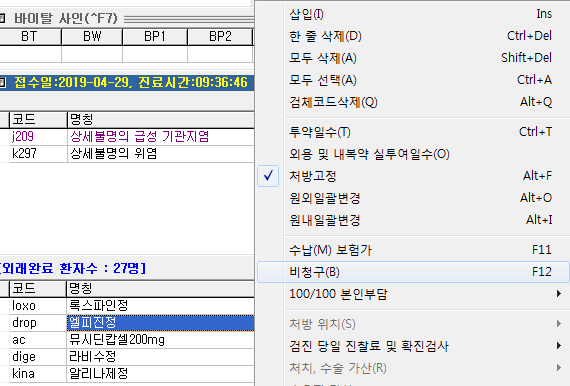 바이탈 사인(^F7)
BT BW BP1 BP2
접수일:2019-04-29, 진료시간:09:36:46
코드 명칭
j209 상세불명의 급성 기관지염
k297 상세불명의 위염
[외래완료 환자수 : 27명]
코드 명칭
loxo 록스파인정
drop 엘피진정
ac 뮤시딘캅셀200mg
dige 라비수정
kina 알리나제정
삽입(I) Ins
한 줄 삭제(D) Ctrl+Del
모두 삭제(A) Shift+Del
모두 선택(A) Ctrl+A
검체코드삭제(Q) Alt+Q
투약일수(T) Ctrl+T
외용 및 내복약 실투여일수(O)
처방고정 Alt+F
원외일괄변경 Alt+O
원내일괄변경 Alt+I
수납(M) 보험가 F11
비청구(B) F12
100/100 본인부담
처방 위치(S)
검진 당일 진찰료 및 확진검사
처치, 수술 가산(R)